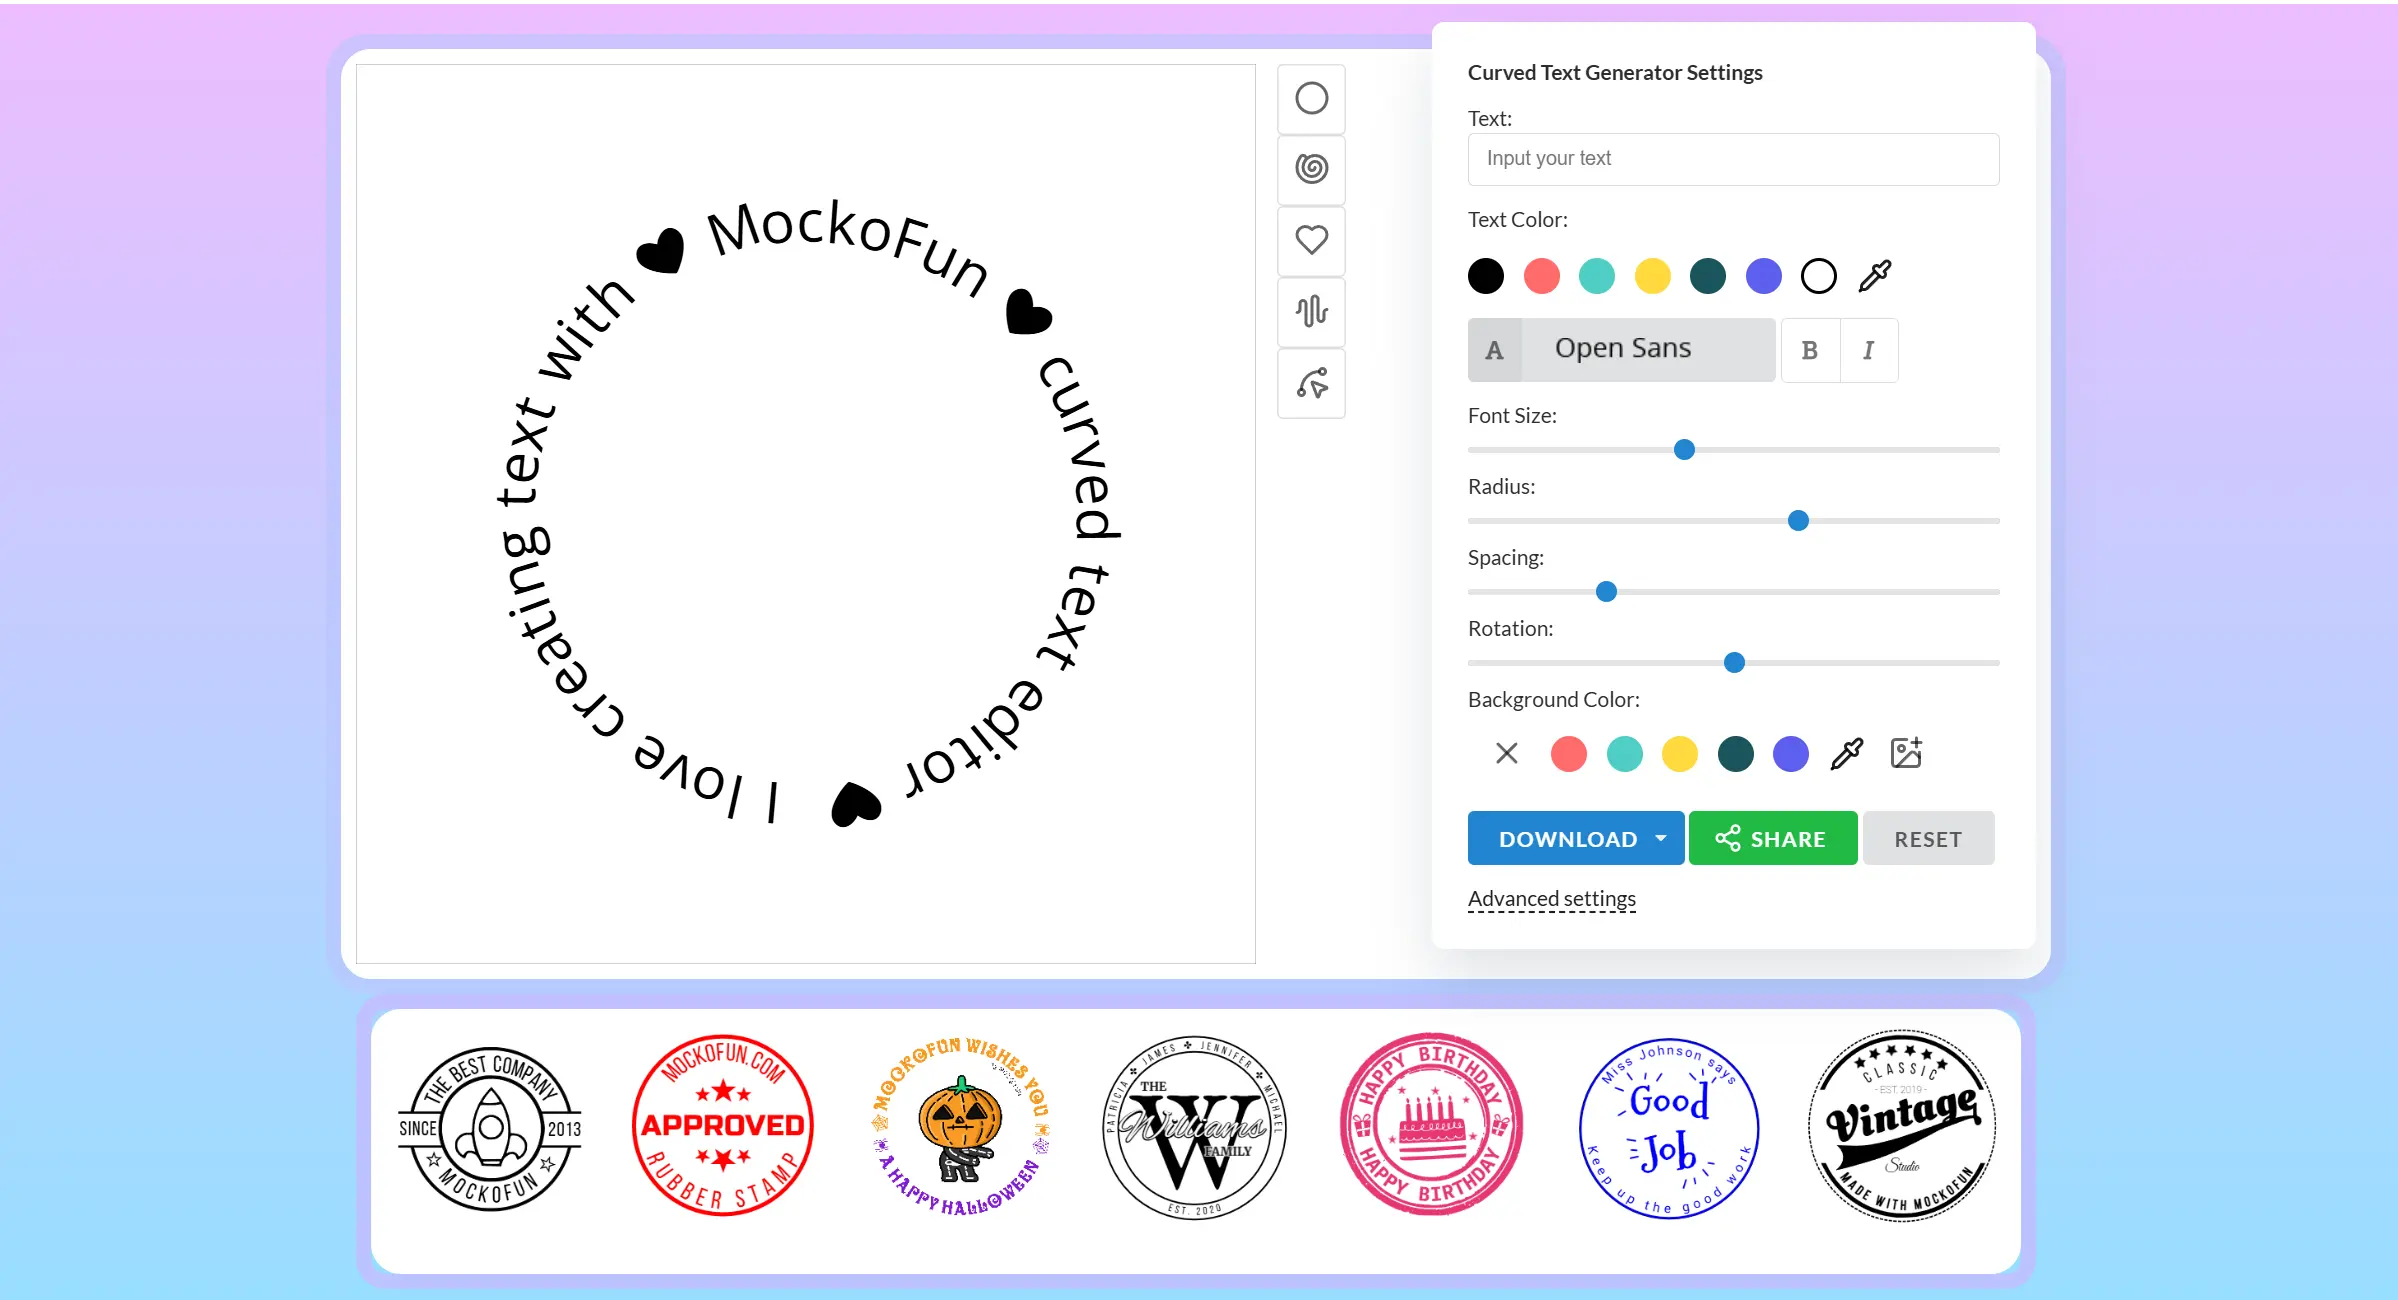 I love creating text with ♥ MockoFun ♥ curved text editor ♥
Curved Text Generator Settings
Text:
Input your text
Text Color:
A Open Sans B I
Font Size:
Radius:
Spacing:
Rotation:
Background Color:
DOWNLOAD SHARE RESET
Advanced settings
THE BEST COMPANY
SINCE 2013
MOCKOFUN
MOCKOFUN.COM
APPROVED
RUBBER STAMP
MOCKOFUN WISHES YOU
A HAPPY HALLOWEEN
PATRICIA JAMES JENNIFER MICHAEL
THE
W
Williams
FAMILY
EST. 2020
HAPPY BIRTHDAY
HAPPY BIRTHDAY
Miss Johnson says
Good
Job
Keep up the good work
CLASSIC
- EST. 2019 -
Vintage
Studio
MADE WITH MOCKOFUN